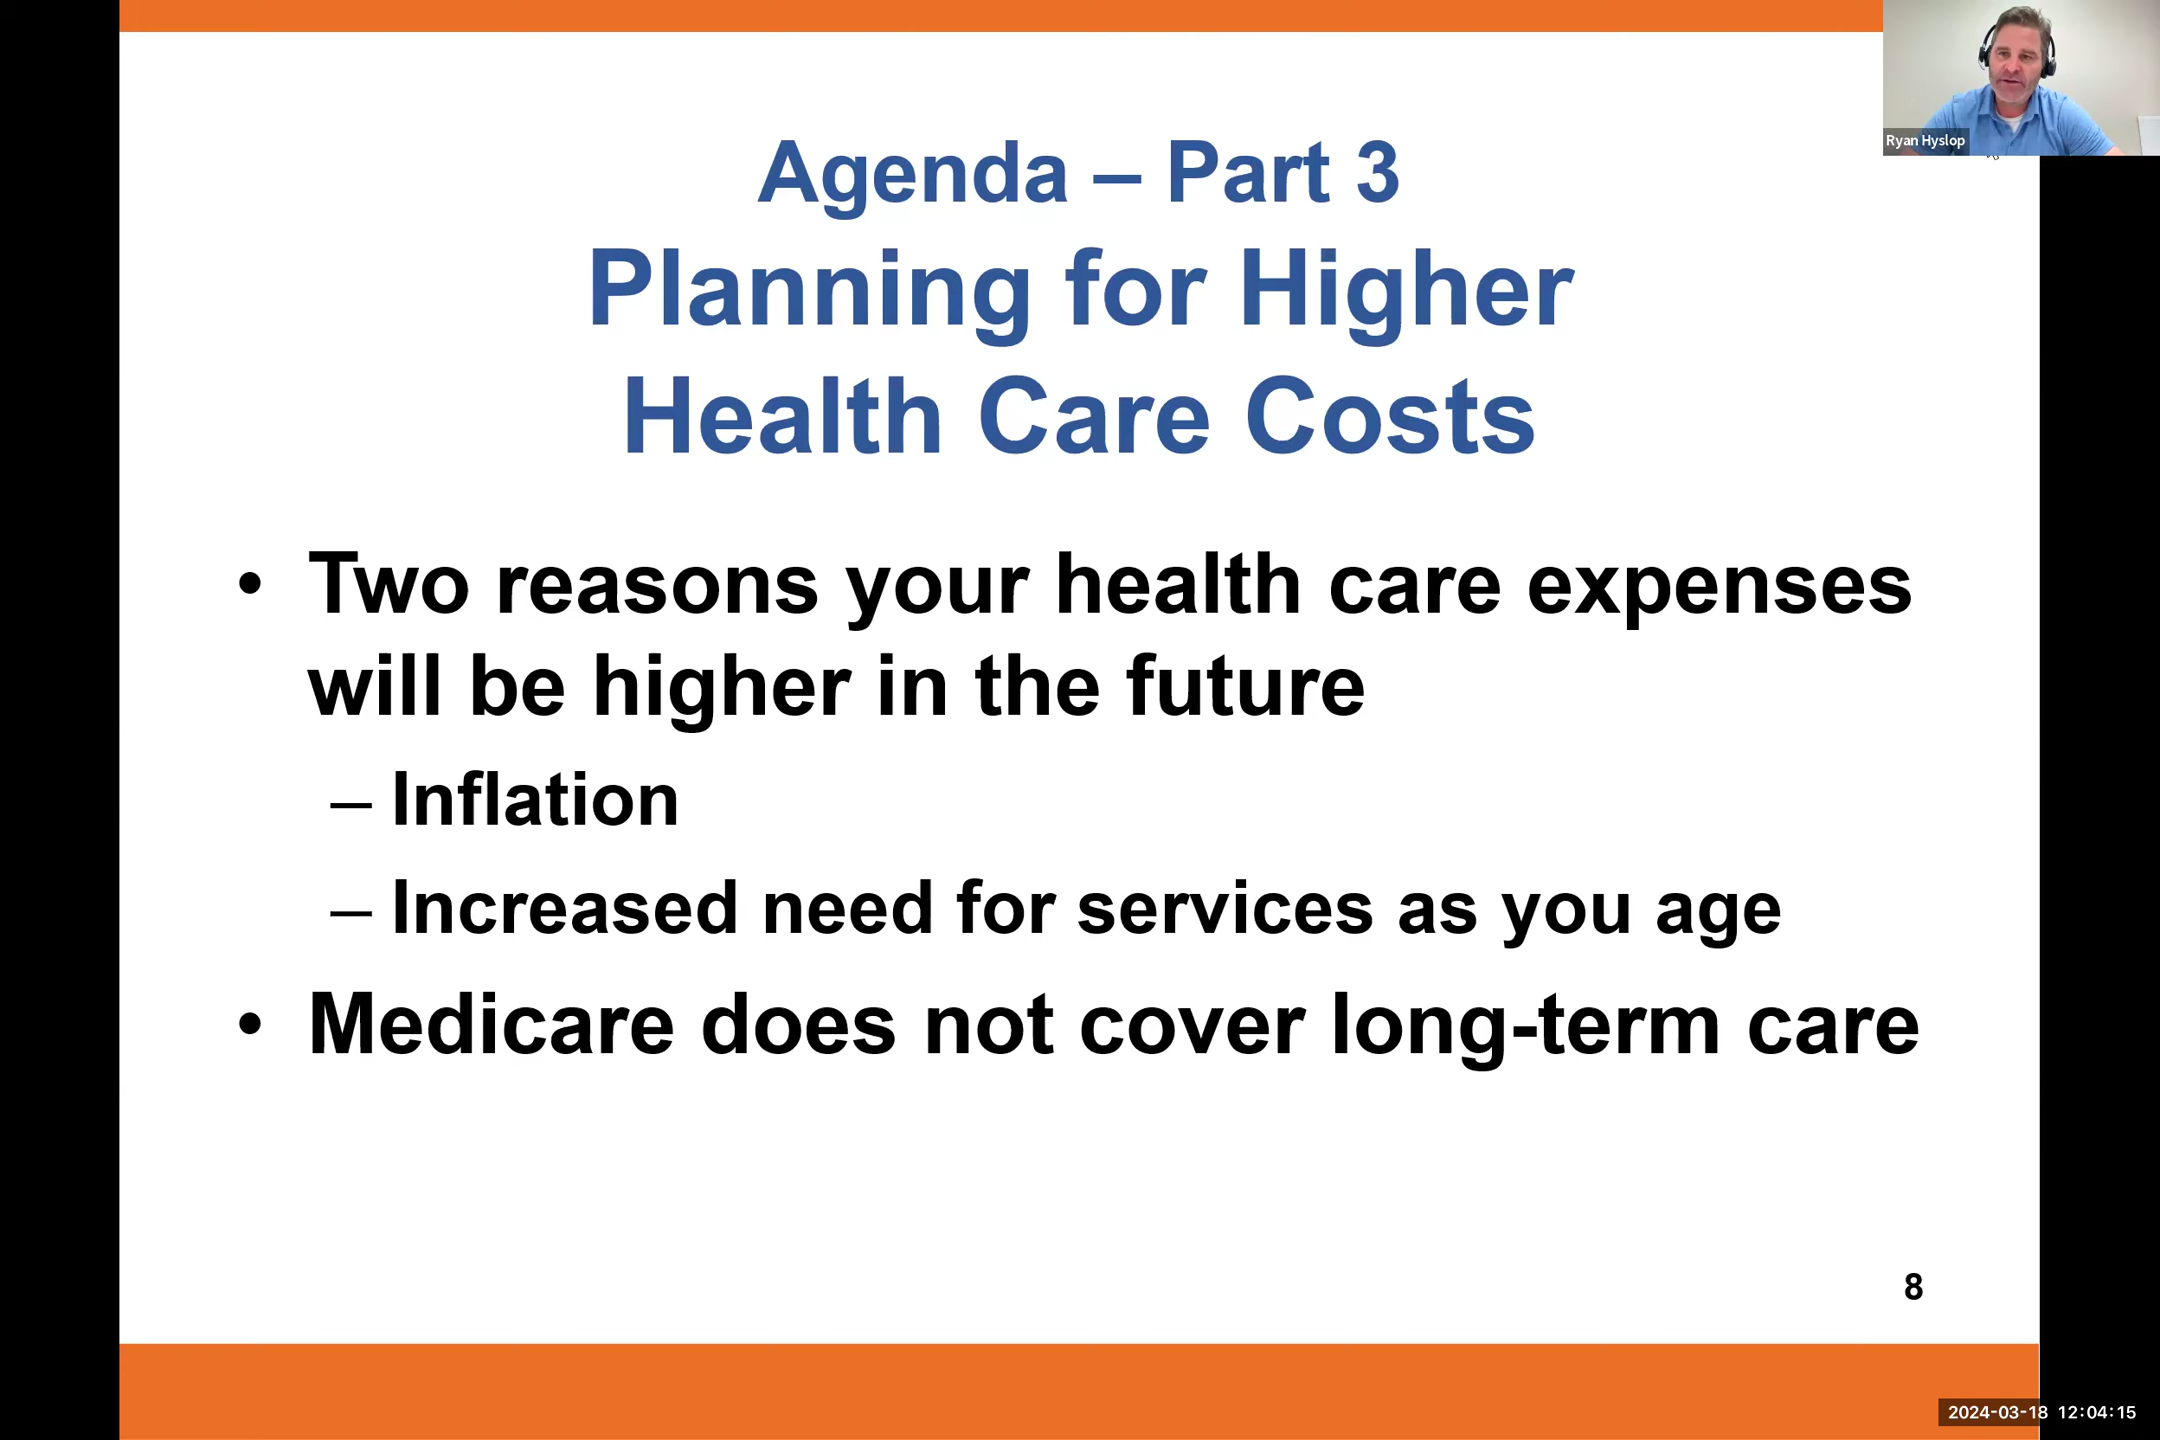 Agenda – Part 3
Planning for Higher
Health Care Costs
Ryan Hyslop
• Two reasons your health care expenses
will be higher in the future
– Inflation
– Increased need for services as you age
• Medicare does not cover long-term care
8
2024-03-18 12:04:15